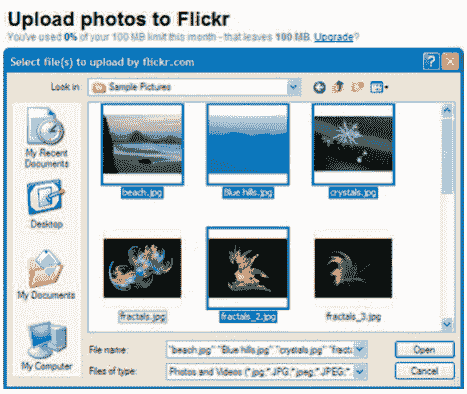 Upload photos to Flickr
You've used 0% of your 100 MB limit this month - that leaves 100 MB. Upgrade?
Select file(s) to upload by flickr.com
Look in
Sample Pictures
My Recent
Documents
Desktop
My Documents
My Computer
beach.jpg
Blue hills.jpg
crystals.jpg
fractals.jpg
fractals_2.jpg
fractals_3.jpg
File name:
"beach.jpg" "Blue hills.jpg" "crystals.jpg" "fract
Open
Files of type:
Photos and Videos (*.jpg;*.JPG;*.jpeg;*.JPEG;*
Cancel